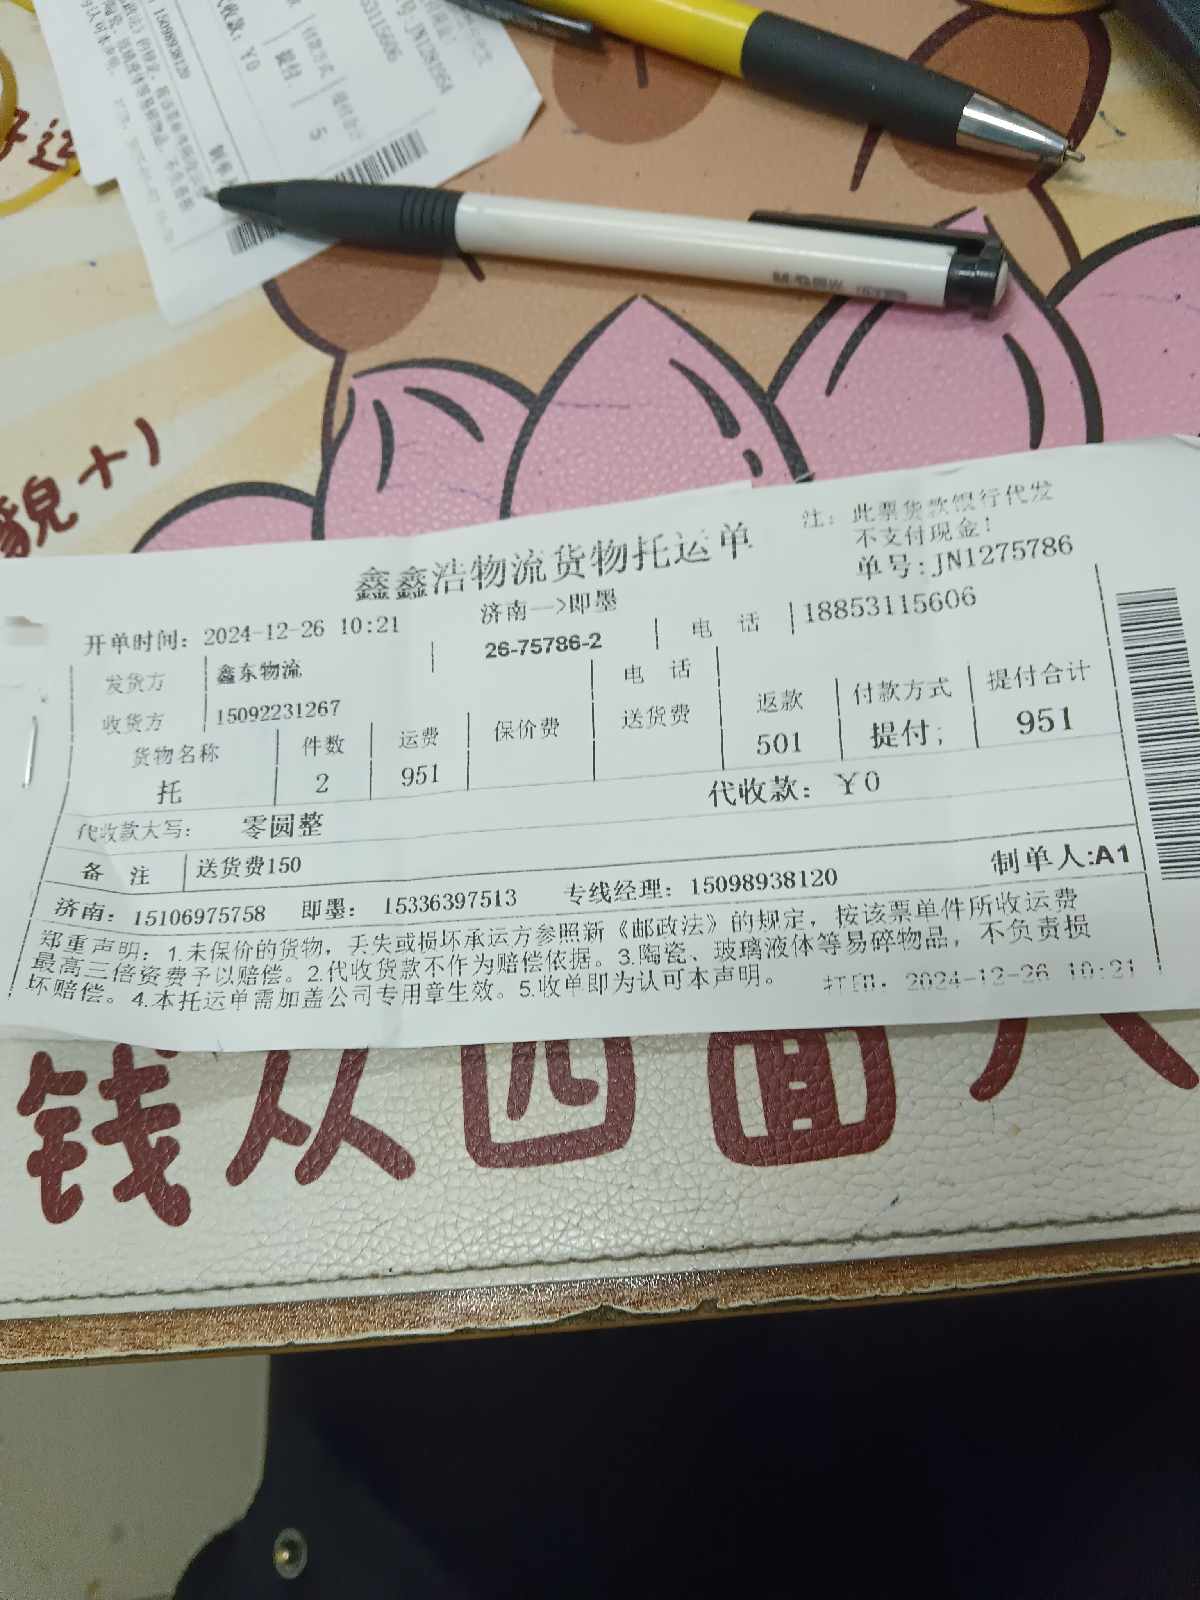 提付
5
貌+)
注：此票货款银行代发
不支付现金!
鑫鑫浩物流货物托运单
单号:JN1275786
济南—>即墨
开单时间：2024-12-26 10:21
26-75786-2
电 话 18853115606
发货方 鑫东物流
电 话
收货方 15092231267
货物名称 件数 运费 保价费 送货费 返款 付款方式 提付合计
托 2 951 501 提付; 951
代收款大写： 零圆整 代收款：￥0
备 注 送货费150
制单人:A1
济南：15106975758 即墨：15336397513 专线经理：15098938120
郑重声明：1.未保价的货物，丢失或损坏承运方参照新《邮政法》的规定，按该票单件所收运费
最高三倍资费予以赔偿。2.代收货款不作为赔偿依据。3.陶瓷、玻璃液体等易碎物品，不负责损
坏赔偿。4.本托运单需加盖公司专用章生效。5.收单即为认可本声明。
打印：2024-12-26 10:21
钱从四面八